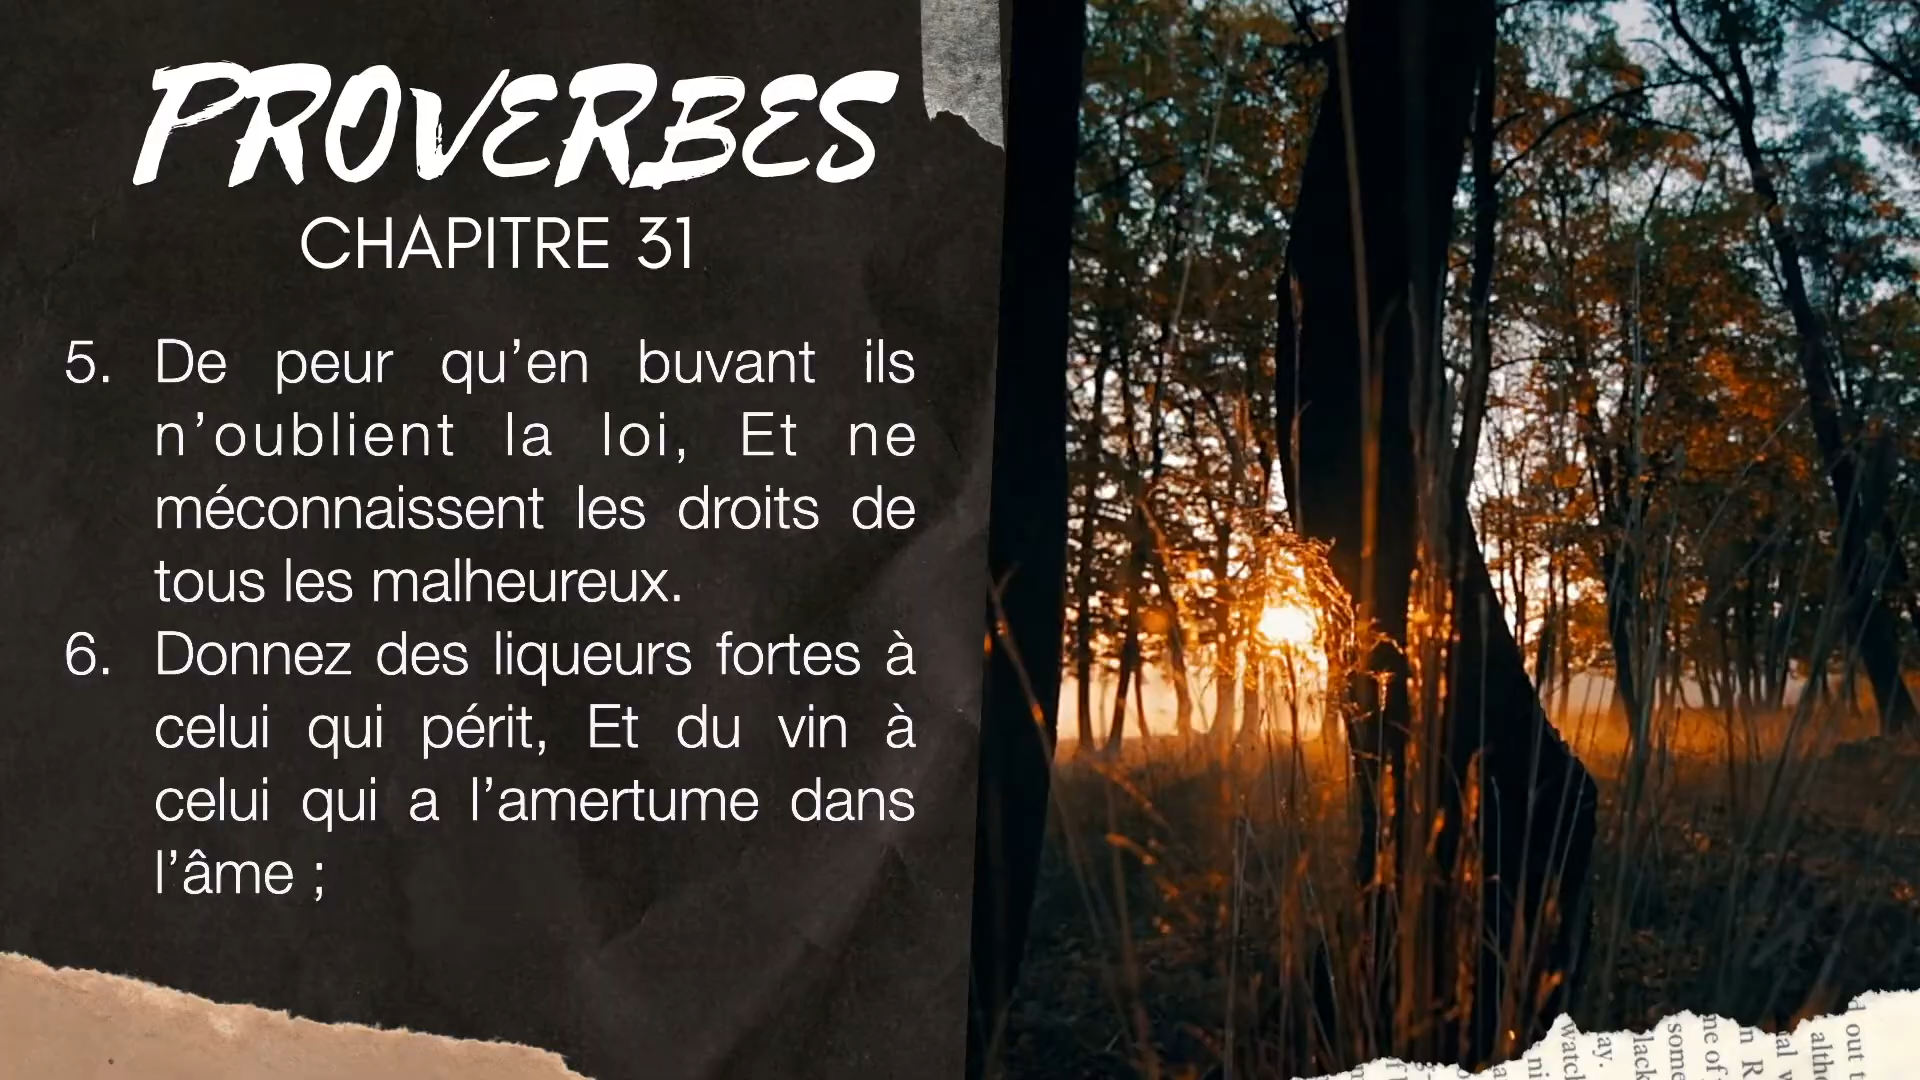 PROVERBES
CHAPITRE 31
5. De peur qu’en buvant ils
n’oublient la loi, Et ne
méconnaissent les droits de
tous les malheureux.
6. Donnez des liqueurs fortes à
celui qui périt, Et du vin à
celui qui a l’amertume dans
l’âme ;